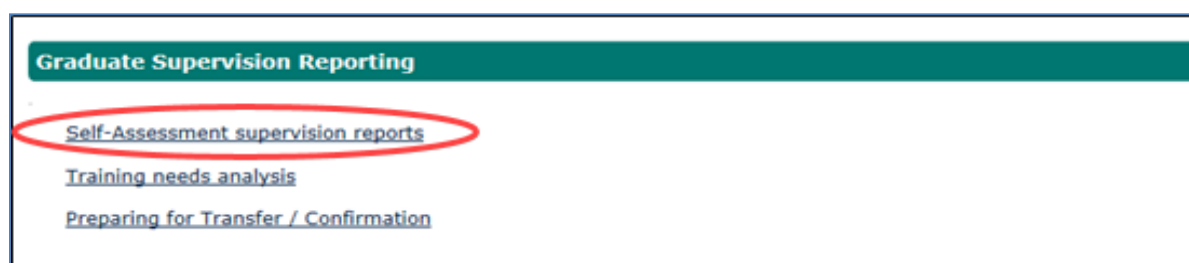 Graduate Supervision Reporting
Self-Assessment supervision reports
Training needs analysis
Preparing for Transfer / Confirmation